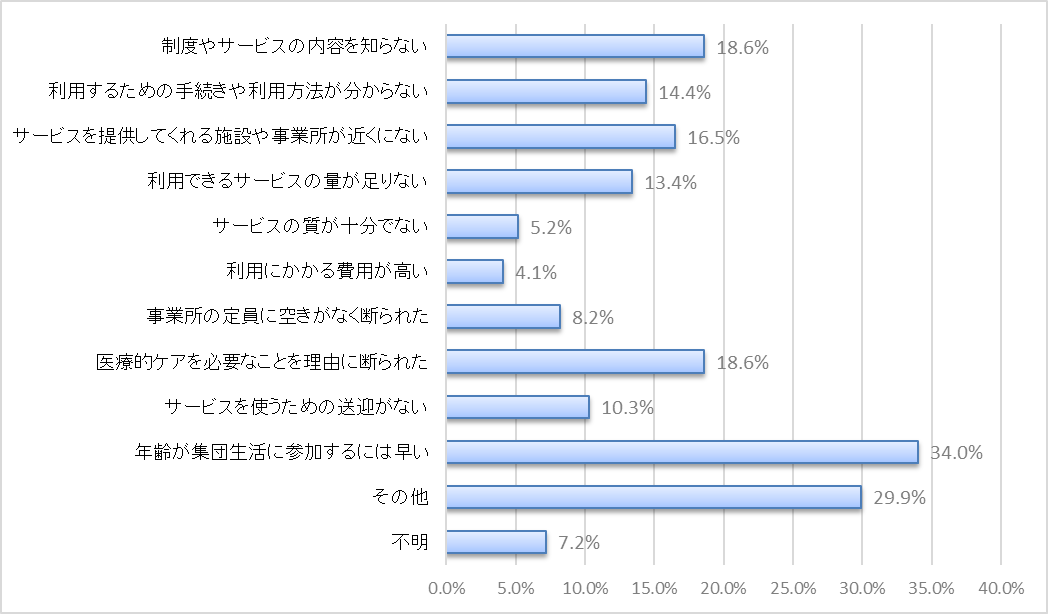 制度やサービスの内容を知らない 18.6%
利用するための手続きや利用方法が分からない 14.4%
サービスを提供してくれる施設や事業所が近くにない 16.5%
利用できるサービスの量が足りない 13.4%
サービスの質が十分でない 5.2%
利用にかかる費用が高い 4.1%
事業所の定員に空きがなく断られた 8.2%
医療的ケアを必要なことを理由に断られた 18.6%
サービスを使うための送迎がない 10.3%
年齢が集団生活に参加するには早い 34.0%
その他 29.9%
不明 7.2%
0.0% 5.0% 10.0% 15.0% 20.0% 25.0% 30.0% 35.0% 40.0%